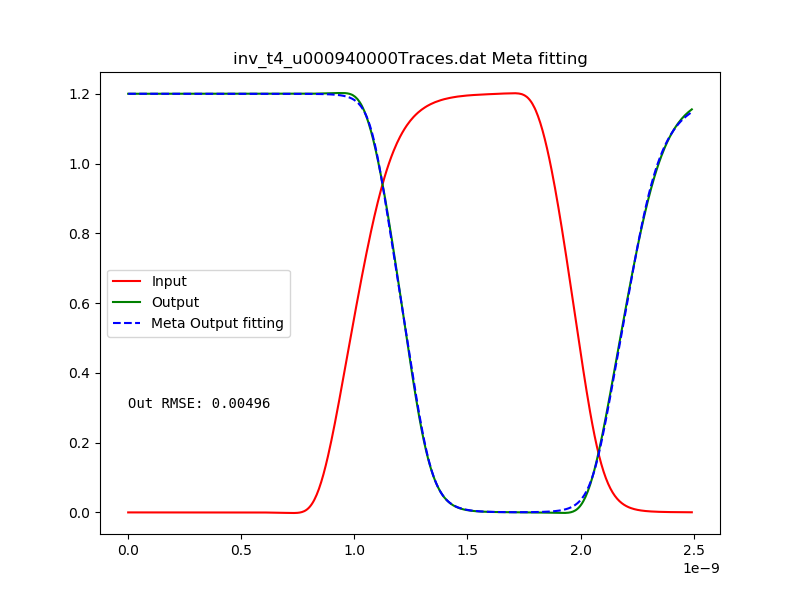 inv_t4_u000940000Traces.dat Meta fitting
1.2
1.0
0.8
0.6
0.4
0.2
0.0
Input
Output
Meta Output fitting
Out RMSE: 0.00496
0.0 0.5 1.0 1.5 2.0 2.5
1e−9